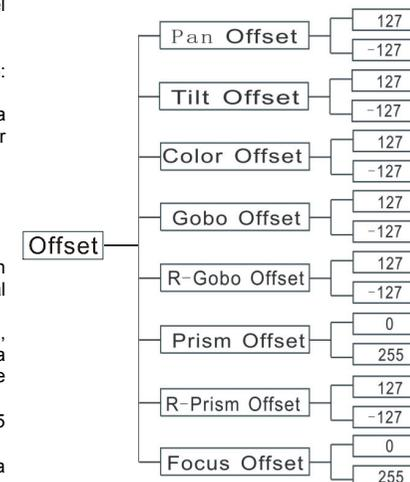 Offset
Pan Offset
127
-127
Tilt Offset
127
-127
Color Offset
127
-127
Gobo Offset
127
-127
R-Gobo Offset
127
-127
Prism Offset
0
255
R-Prism Offset
127
-127
Focus Offset
0
255